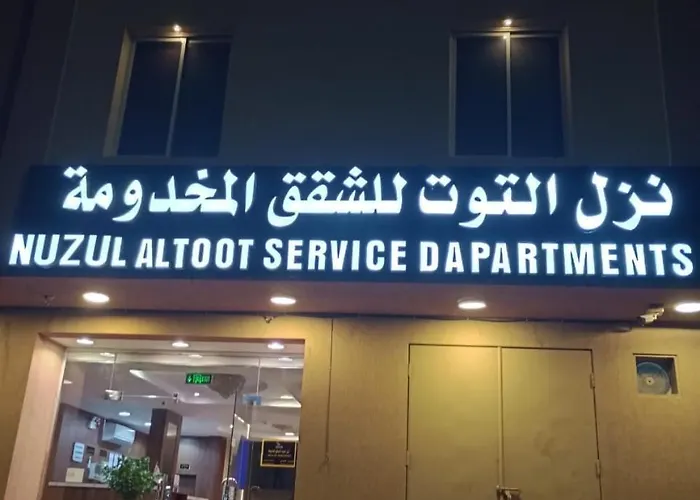 نزل التوت للشقق المخدومة
NUZUL ALTOOT SERVICE DAPARTMENTS